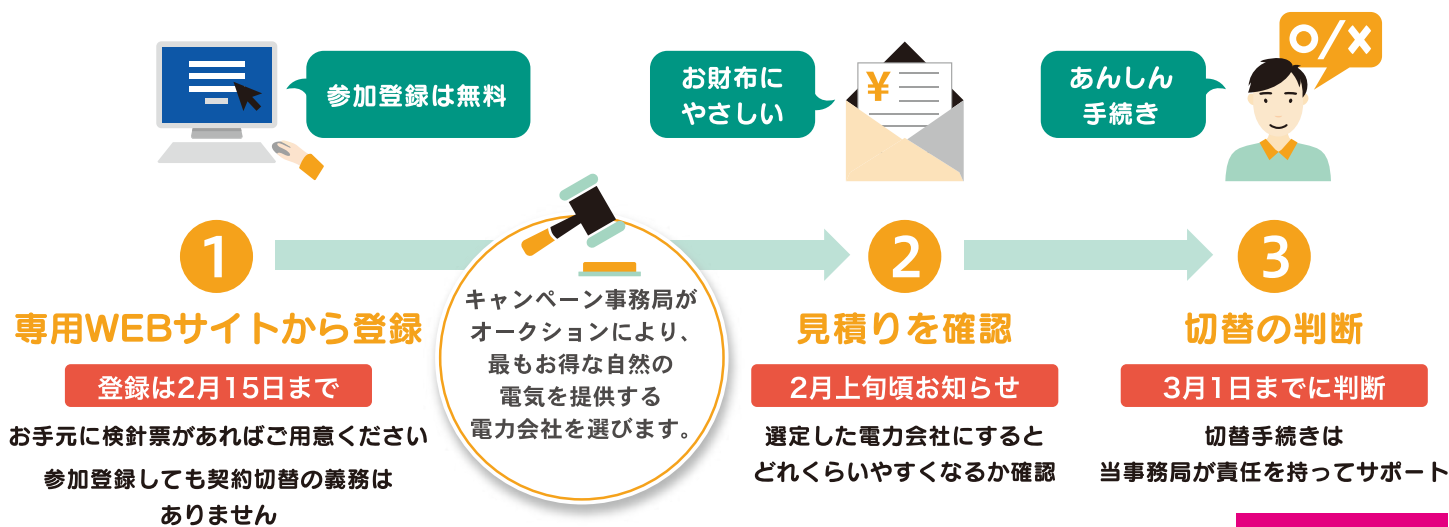 参加登録は無料
お財布に
やさしい
¥
あんしん
手続き
○/×
1
専用WEBサイトから登録
登録は2月15日まで
お手元に検針票があればご用意ください
参加登録しても契約切替の義務は
ありません
キャンペーン事務局が
オークションにより、
最もお得な自然の
電気を提供する
電力会社を選びます。
2
見積りを確認
2月上旬頃お知らせ
選定した電力会社にすると
どれくらいやすくなるか確認
3
切替の判断
3月1日までに判断
切替手続きは
当事務局が責任を持ってサポート